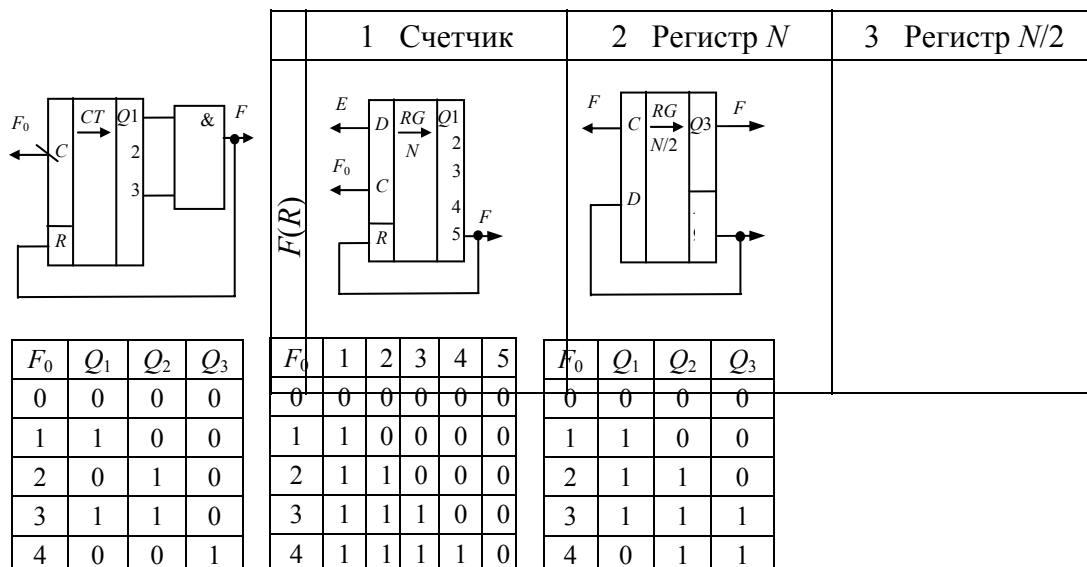 1 Счетчик
2 Регистр N
3 Регистр N/2
F(R)
F0
C
R
CT
Q1
2
3
&
F
E
F0
D
C
R
RG
N
Q1
2
3
4
5
F
F
C
D
RG
N/2
Q3
F
F0 Q1 Q2 Q3
0 0 0 0
1 1 0 0
2 0 1 0
3 1 1 0
4 0 0 1
F0 1 2 3 4 5
0 0 0 0 0 0
1 1 0 0 0 0
2 1 1 0 0 0
3 1 1 1 0 0
4 1 1 1 1 0
F0 Q1 Q2 Q3
0 0 0 0
1 1 0 0
2 1 1 0
3 1 1 1
4 0 1 1